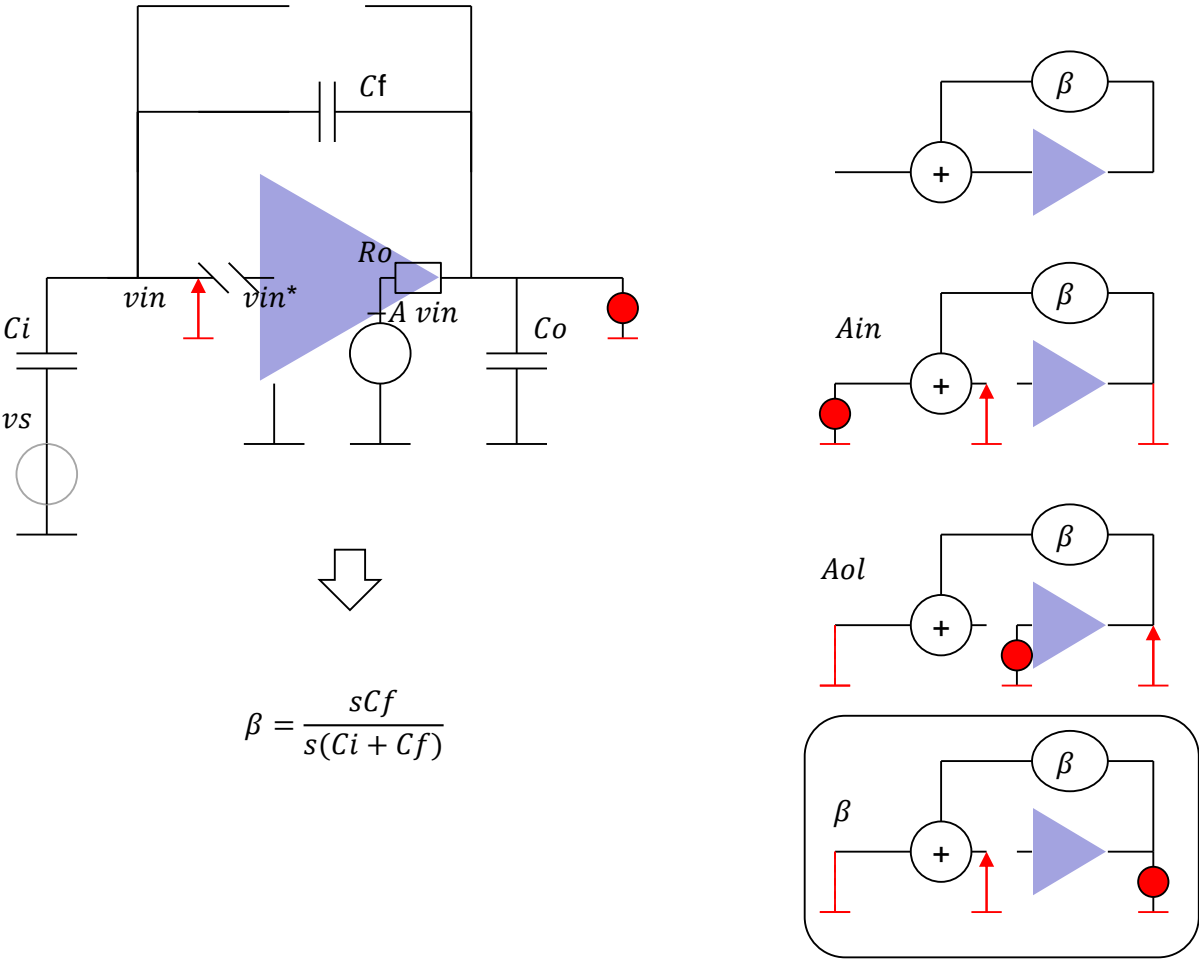 Cf
Ro
vin
vin*
A vin
Ci
Co
vs
β = sCf / s(Ci + Cf)
β
+
Ain
β
+
Aol
β
+
β
β
+